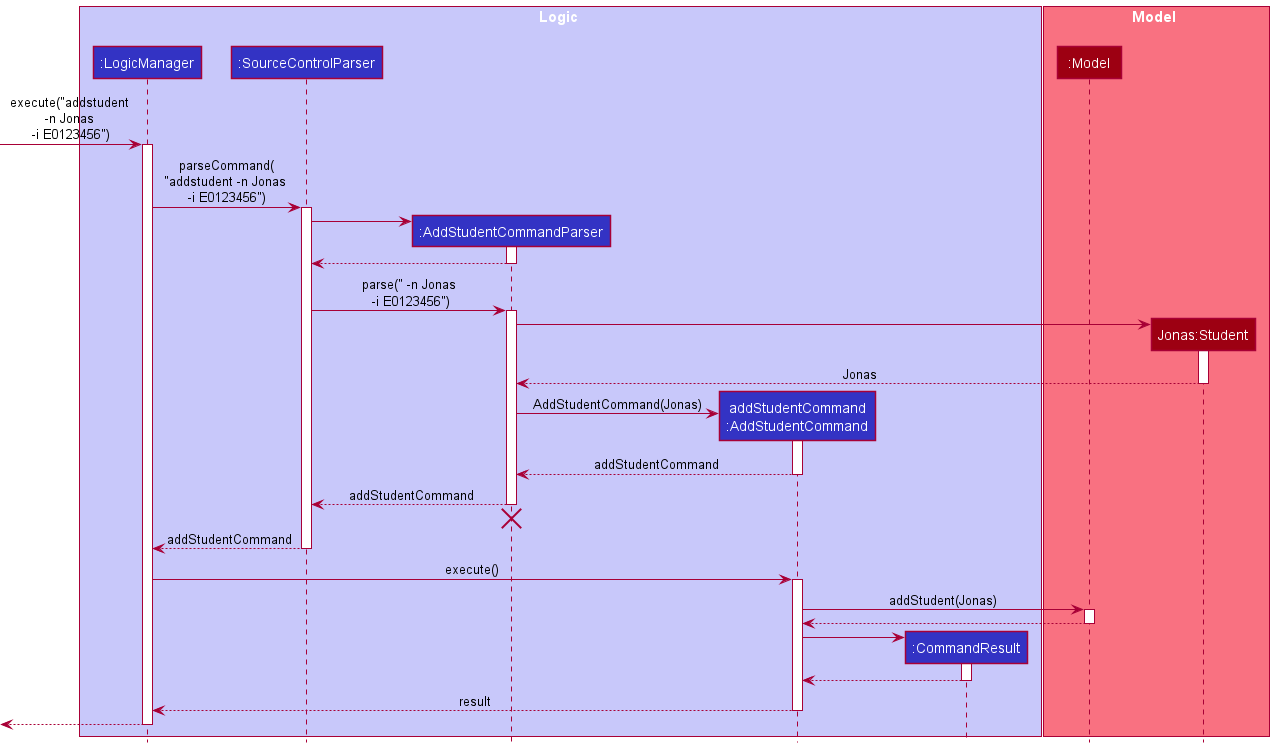 Logic
Model
:LogicManager
:SourceControlParser
:Model
execute("addstudent
-n Jonas
-i E0123456")
parseCommand(
"addstudent -n Jonas
-i E0123456")
:AddStudentCommandParser
parse(" -n Jonas
-i E0123456")
Jonas:Student
Jonas
AddStudentCommand(Jonas)
addStudentCommand
:AddStudentCommand
addStudentCommand
addStudentCommand
addStudentCommand
execute()
addStudent(Jonas)
:CommandResult
result